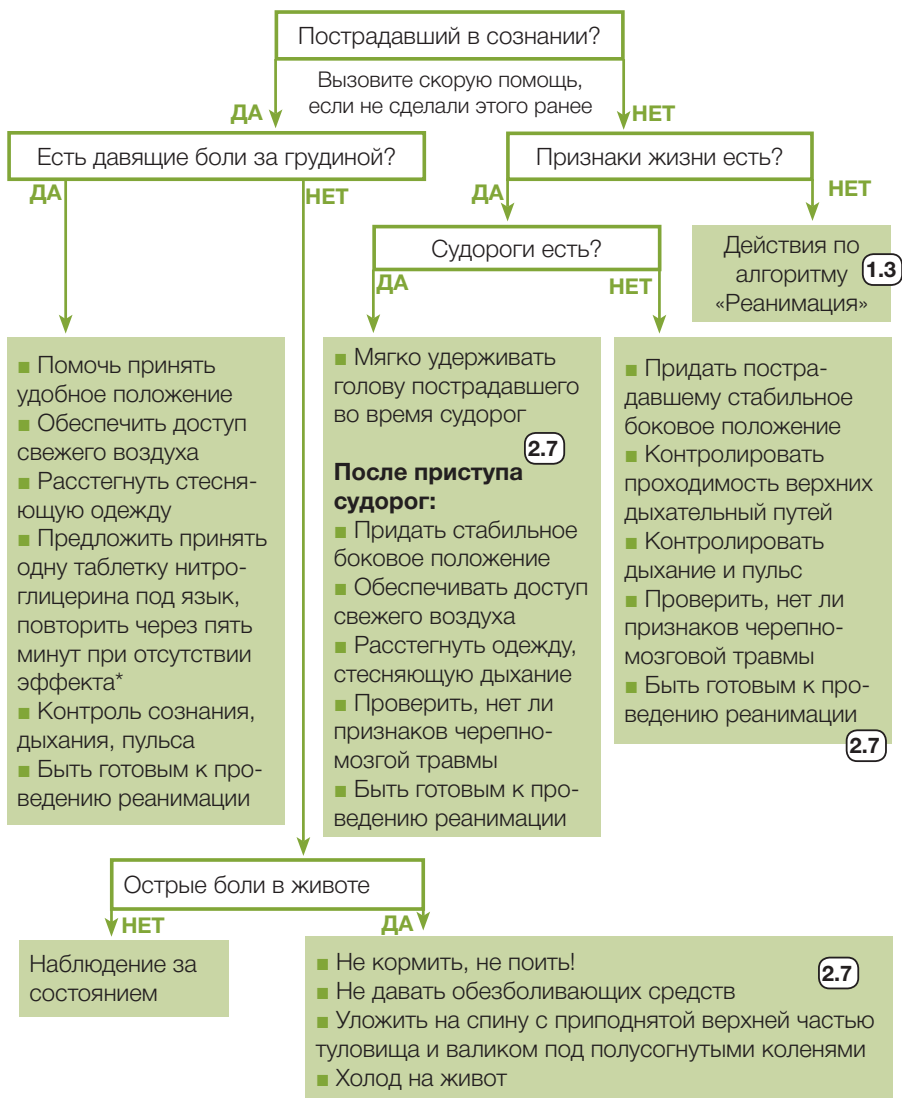 Пострадавший в сознании?
Вызовите скорую помощь,
если не сделали этого ранее
ДА
НЕТ
Есть давящие боли за грудиной?
Признаки жизни есть?
ДА
НЕТ
ДА
НЕТ
Судороги есть?
ДА
НЕТ
Действия по
алгоритму
«Реанимация»
1.3
■ Помочь принять
удобное положение
■ Обеспечить доступ
свежего воздуха
■ Расстегнуть стесня-
ющую одежду
■ Предложить принять
одну таблетку нитро-
глицерина под язык,
повторить через пять
минут при отсутствии
эффекта*
■ Контроль сознания,
дыхания, пульса
■ Быть готовым к про-
ведению реанимации
■ Мягко удерживать
голову пострадавшего
во время судорог
2.7
После приступа
судорог:
■ Придать стабильное
боковое положение
■ Обеспечивать доступ
свежего воздуха
■ Расстегнуть одежду,
стесняющую дыхание
■ Проверить, нет ли
признаков черепно-
мозгой травмы
■ Быть готовым к про-
ведению реанимации
■ Придать постра-
давшему стабильное
боковое положение
■ Контролировать
проходимость верхних
дыхательный путей
■ Контролировать
дыхание и пульс
■ Проверить, нет ли
признаков черепно-
мозговой травмы
■ Быть готовым к про-
ведению реанимации
2.7
Острые боли в животе
НЕТ
ДА
Наблюдение за
состоянием
■ Не кормить, не поить!
2.7
■ Не давать обезболивающих средств
■ Уложить на спину с приподнятой верхней частью
туловища и валиком под полусогнутыми коленями
■ Холод на живот